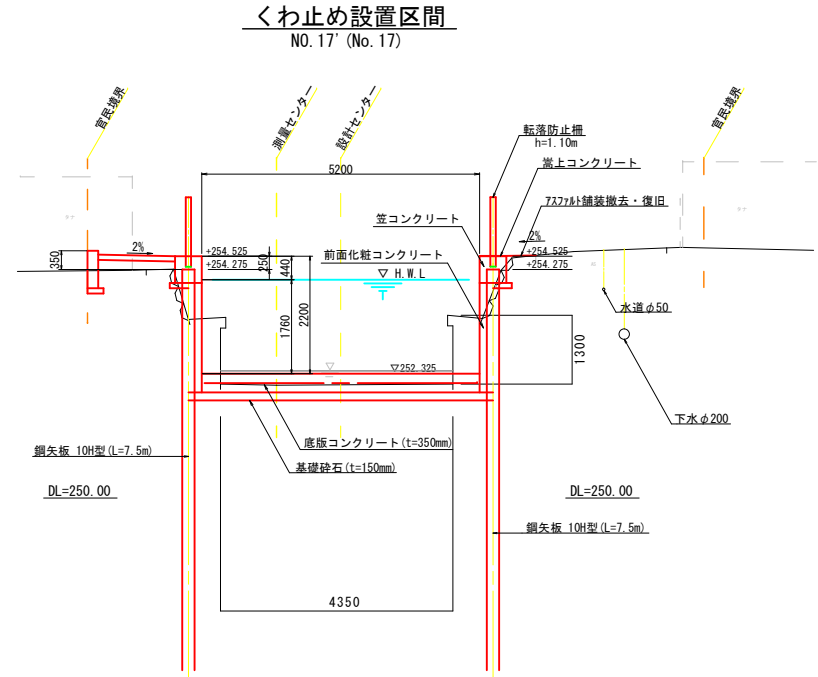 くわ止め設置区間
NO.17' (No.17)
官民境界
測量センター
設計センター
官民境界
転落防止柵
h=1.10m
嵩上コンクリート
5200
ｱｽﾌｧﾙﾄ舗装撤去・復旧
タナ
タナ
笠コンクリート
2%
2%
350
+254.525
+254.275
250
440
前面化粧コンクリート
+254.525
+254.275
▽ H.W.L
1760
2200
水道φ50
1300
▽252.325
下水φ200
底版コンクリート(t=350mm)
鋼矢板 10H型(L=7.5m)
基礎砕石(t=150mm)
DL=250.00
DL=250.00
鋼矢板 10H型(L=7.5m)
4350